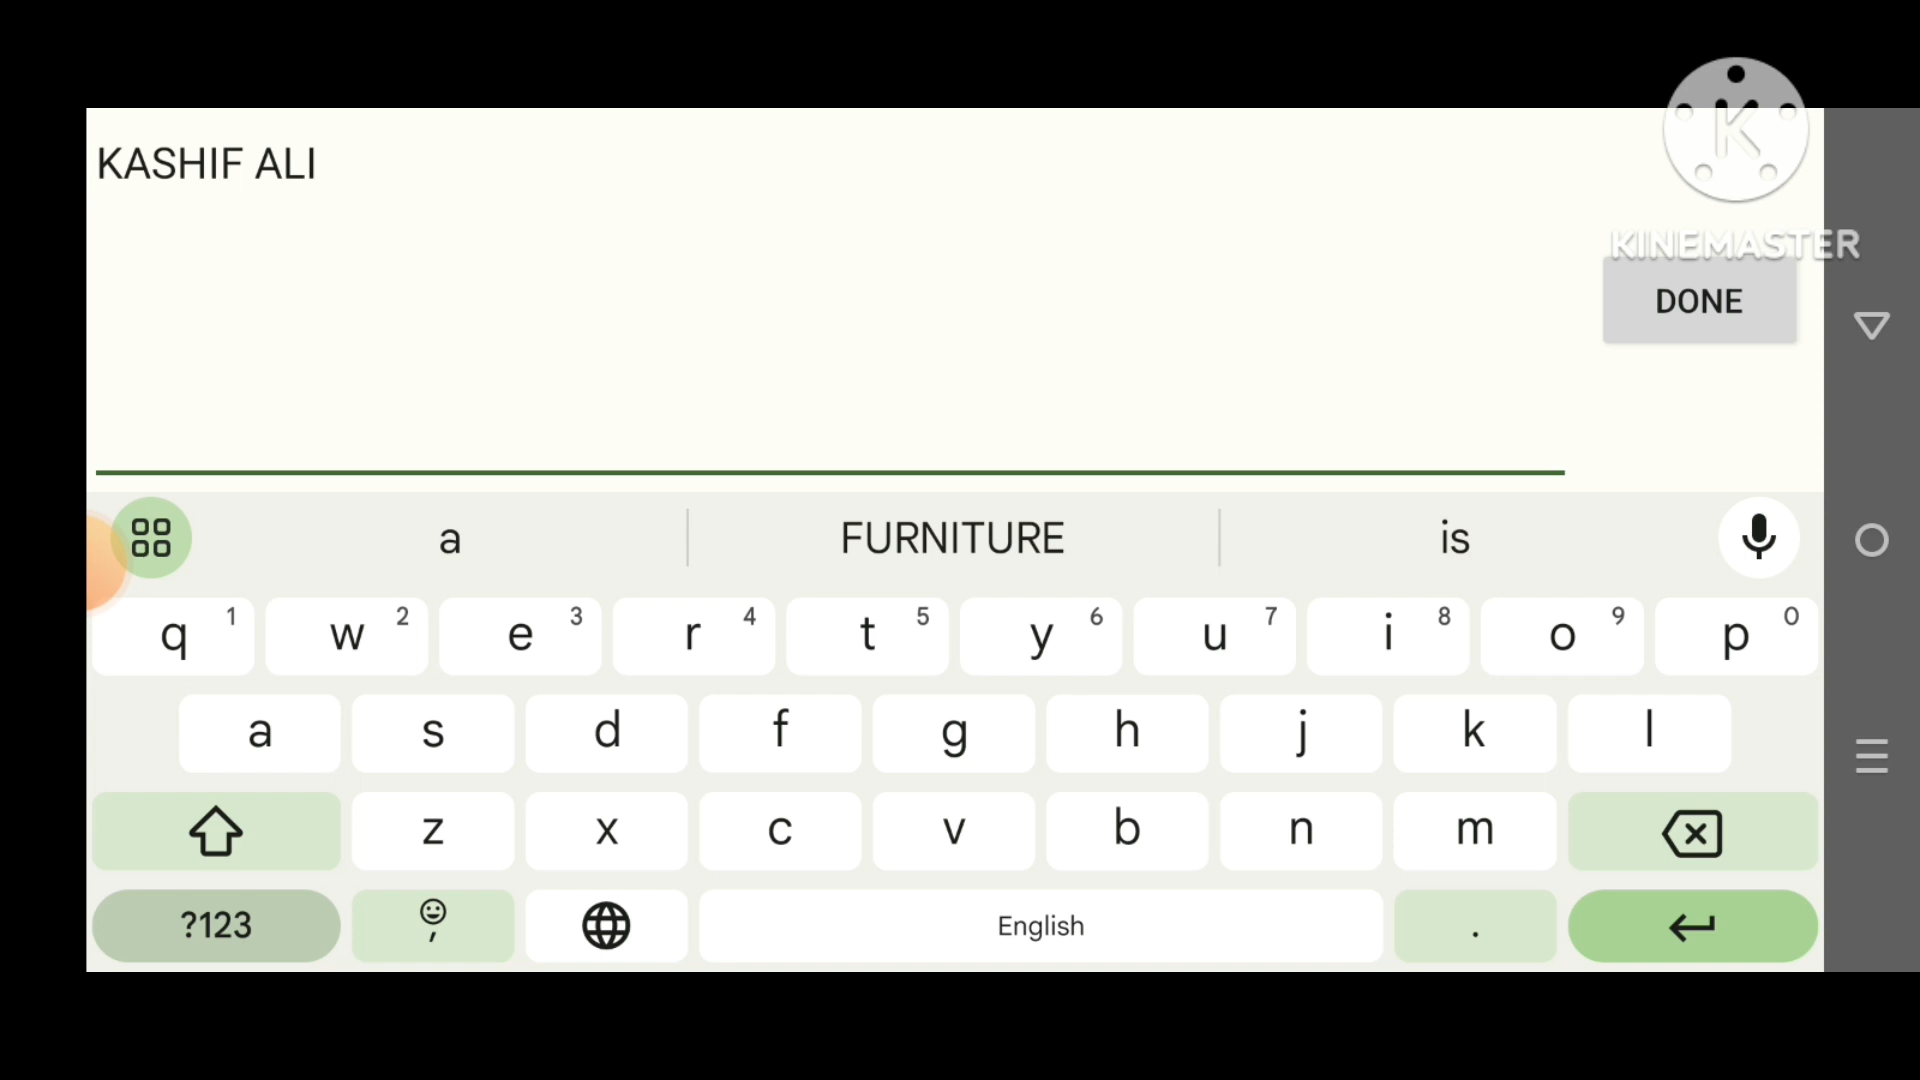 KASHIF ALI
K
KINEMASTER
DONE
a FURNITURE is
q 1 w 2 e 3 r 4 t 5 y 6 u 7 i 8 o 9 p 0
a s d f g h j k l
z x c v b n m
?123 , English .